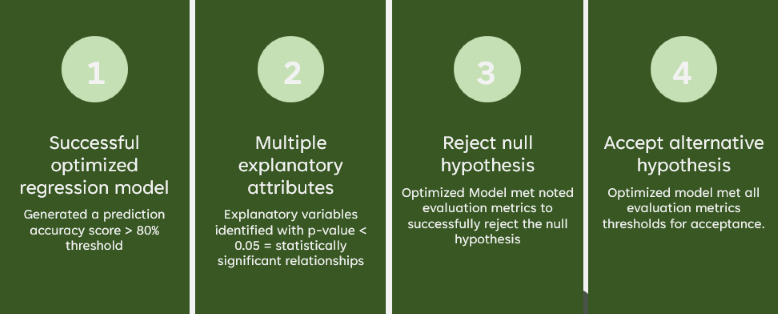 1
Successful
optimized
regression model
Generated a prediction
accuracy score > 80%
threshold
2
Multiple
explanatory
attributes
Explanatory variables
identified with p-value <
0.05 = statistically
significant relationships
3
Reject null
hypothesis
Optimized Model met noted
evaluation metrics to
successfully reject the null
hypothesis
4
Accept alternative
hypothesis
Optimized model met all
evaluation metrics
thresholds for acceptance.